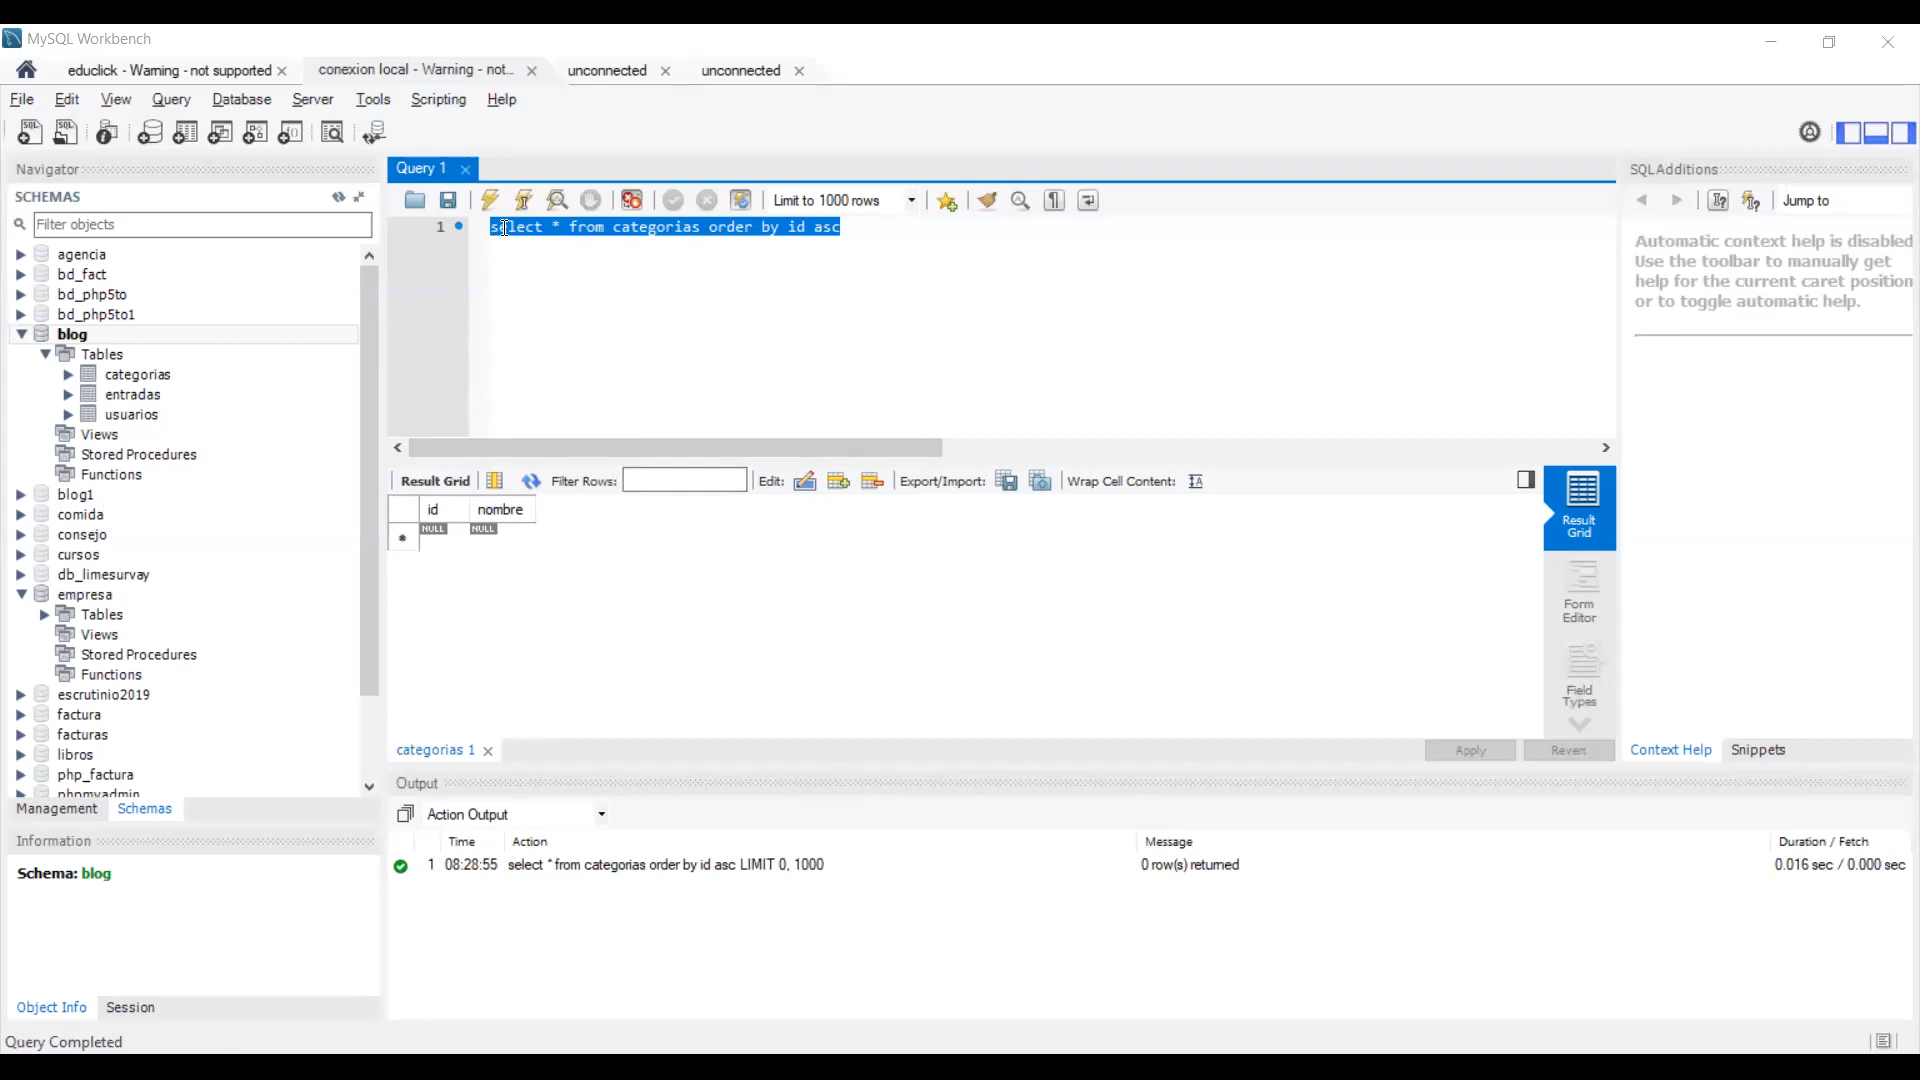 MySQL Workbench
educlick - Warning - not supported
conexion local - Warning - not...
unconnected
unconnected
File Edit View Query Database Server Tools Scripting Help
Navigator
SCHEMAS
Filter objects
agencia
bd_fact
bd_php5to
bd_php5to1
blog
Tables
categorias
entradas
usuarios
Views
Stored Procedures
Functions
blog1
comida
consejo
cursos
db_limesurvay
empresa
Tables
Views
Stored Procedures
Functions
escrutinio2019
factura
facturas
libros
php_factura
phpmyadmin
Management Schemas
Information
Schema: blog
Object Info Session
Query Completed
Query 1
Limit to 1000 rows
1 select * from categorias order by id asc
Result Grid Filter Rows: Edit: Export/Import: Wrap Cell Content:
id nombre
NULL NULL
Result Grid
Form Editor
Field Types
categorias 1
Apply Revert
Output
Action Output
Time Action Message Duration / Fetch
1 08:28:55 select * from categorias order by id asc LIMIT 0, 1000 0 row(s) returned 0.016 sec / 0.000 sec
SQLAdditions
Jump to
Automatic context help is disabled
Use the toolbar to manually get
help for the current caret position
or to toggle automatic help.
Context Help Snippets